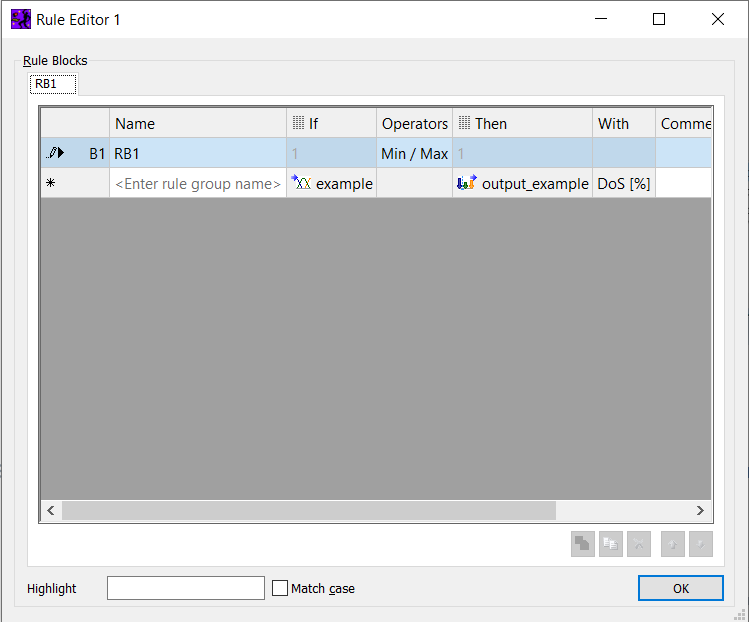 Rule Editor 1
Rule Blocks
RB1
Name If Operators Then With Comme
B1 RB1 1 Min / Max 1
<Enter rule group name> example output_example DoS [%]
Highlight Match case OK